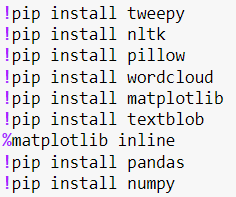 !pip install tweepy
!pip install nltk
!pip install pillow
!pip install wordcloud
!pip install matplotlib
!pip install textblob
%matplotlib inline
!pip install pandas
!pip install numpy